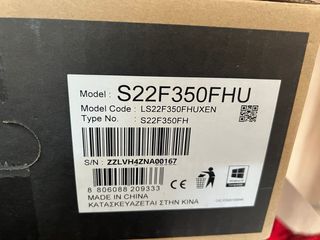 Model : S22F350FHU
Model Code : LS22F350FHUXEN
Type No. : S22F350FH
S/N : ZZLVH4ZNA00167
8 806088 209333
MADE IN CHINA
ΚΑΤΑΣΚΕΥΑΖΕΤΑΙ ΣΤΗΝ ΚΙΝΑ